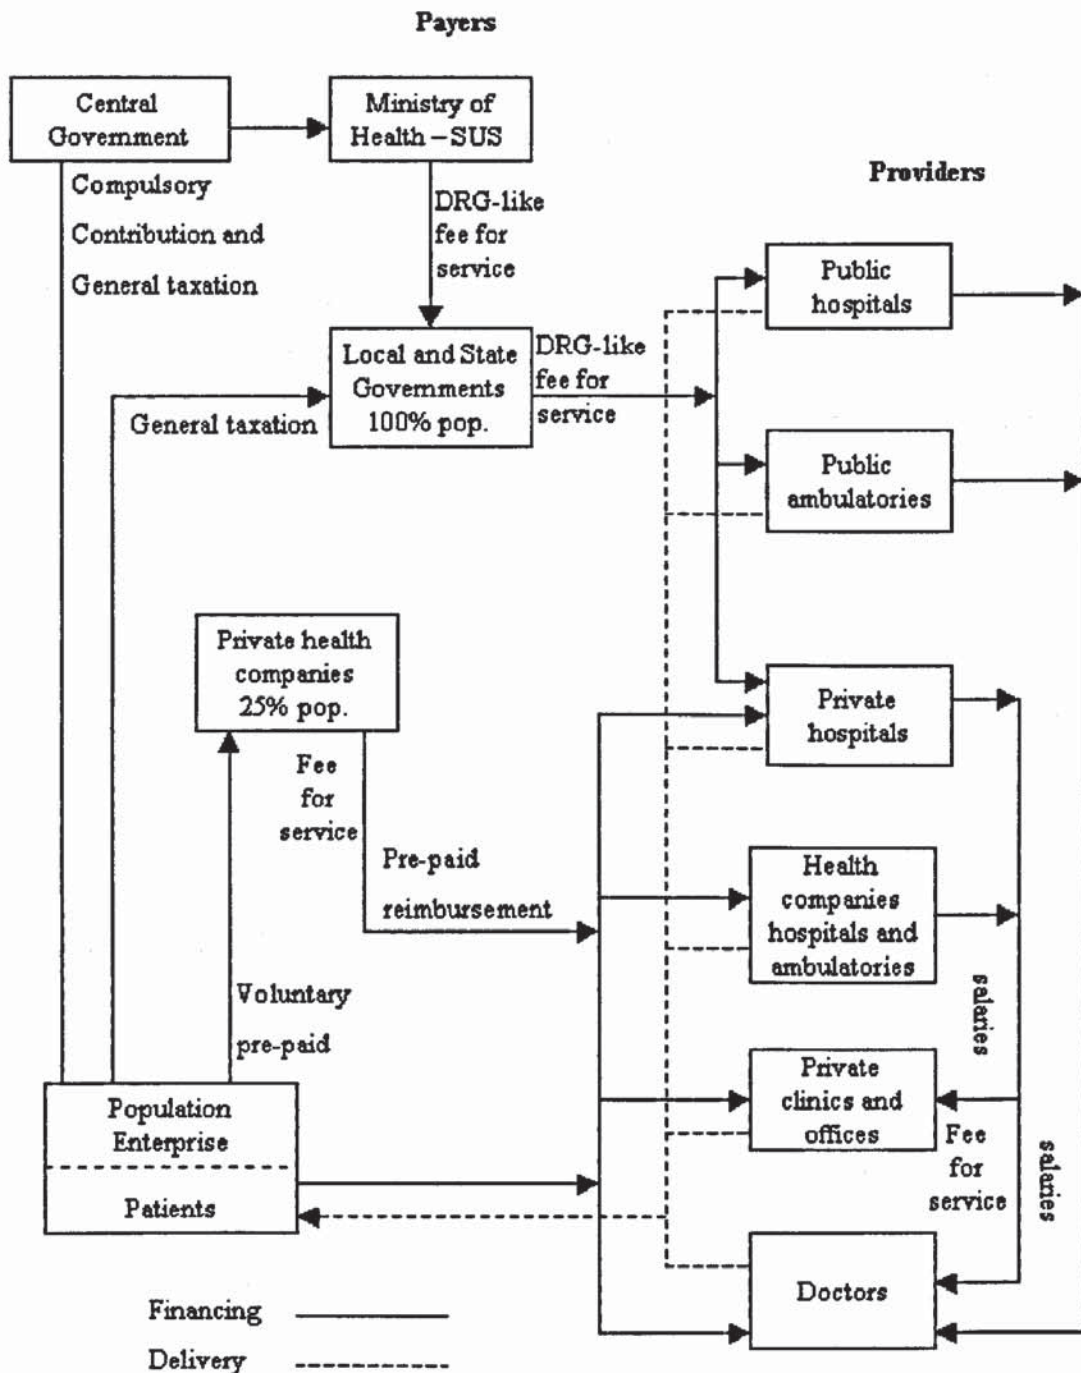 Payers
Central
Government
Ministry of
Health – SUS
Compulsory
Contribution and
General taxation
DRG-like
fee for
service
Providers
Public
hospitals
Local and State
Governments
100% pop.
DRG-like
fee for
service
General taxation
Public
ambulatories
Private health
companies
25% pop.
Private
hospitals
Fee
for
service
Pre-paid
reimbursement
Health
companies
hospitals and
ambulatories
salaries
Voluntary
pre-paid
Private
clinics and
offices
Fee
for
service
salaries
Population
Enterprise
Patients
Doctors
Financing
Delivery